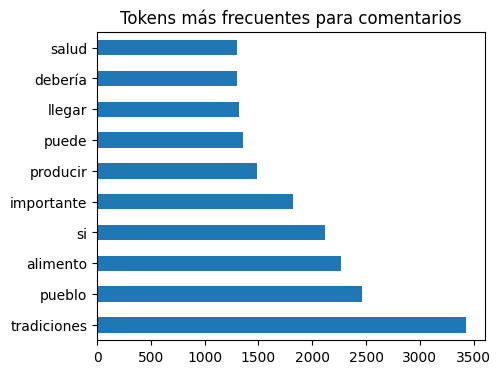 Tokens más frecuentes para comentarios
salud
debería
llegar
puede
producir
importante
si
alimento
pueblo
tradiciones
0 500 1000 1500 2000 2500 3000 3500